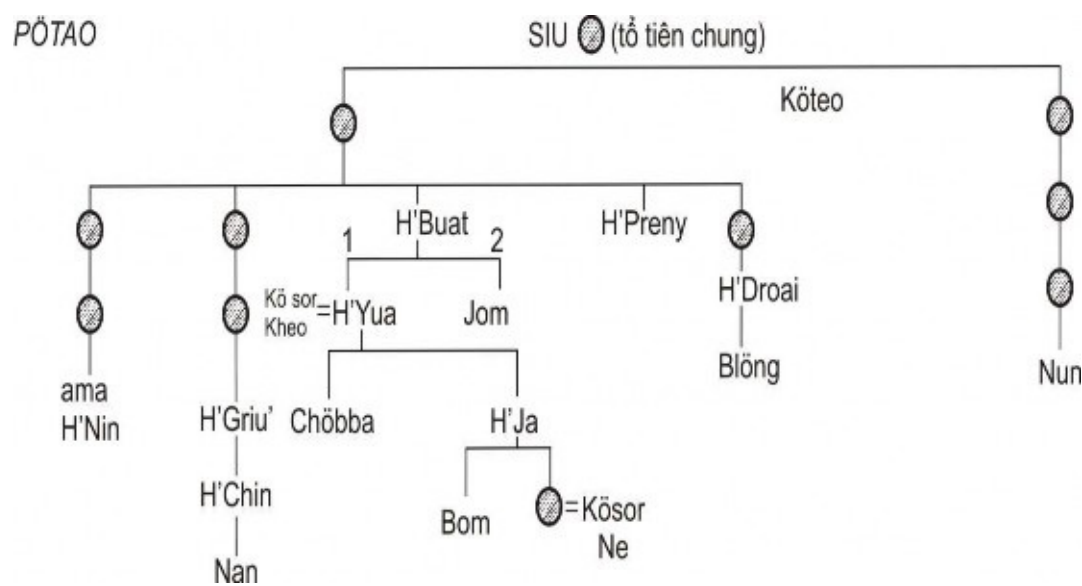 PÖTAO
SIU (tổ tiên chung)
Köteo
H'Buat
H'Preny
1
2
H'Droai
Kö sor
Kheo
=H'Yua
Jom
Blöng
Nun
ama
H'Nin
H'Griu'
Chöbba
H'Ja
H'Chin
Bom
=Kösor
Ne
Nan